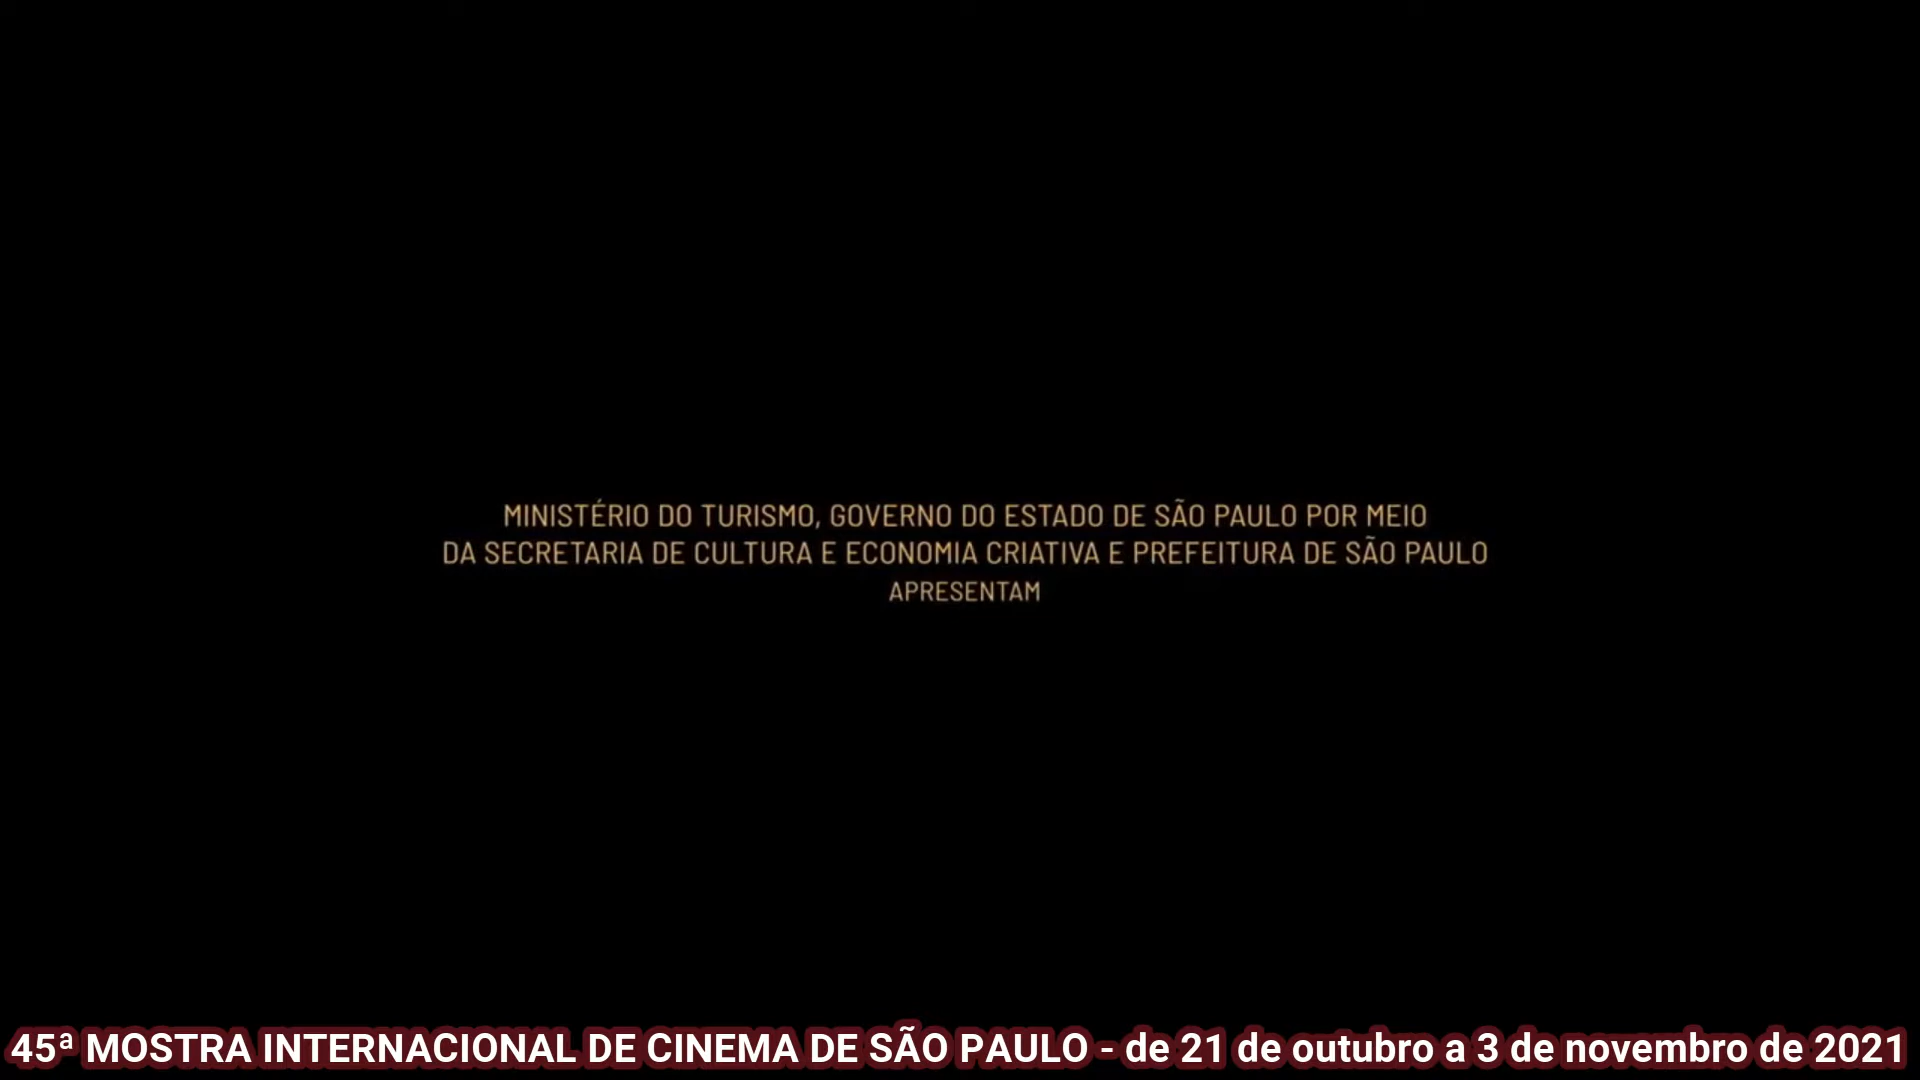 MINISTÉRIO DO TURISMO, GOVERNO DO ESTADO DE SÃO PAULO POR MEIO
DA SECRETARIA DE CULTURA E ECONOMIA CRIATIVA E PREFEITURA DE SÃO PAULO
APRESENTAM
45ª MOSTRA INTERNACIONAL DE CINEMA DE SÃO PAULO - de 21 de outubro a 3 de novembro de 2021